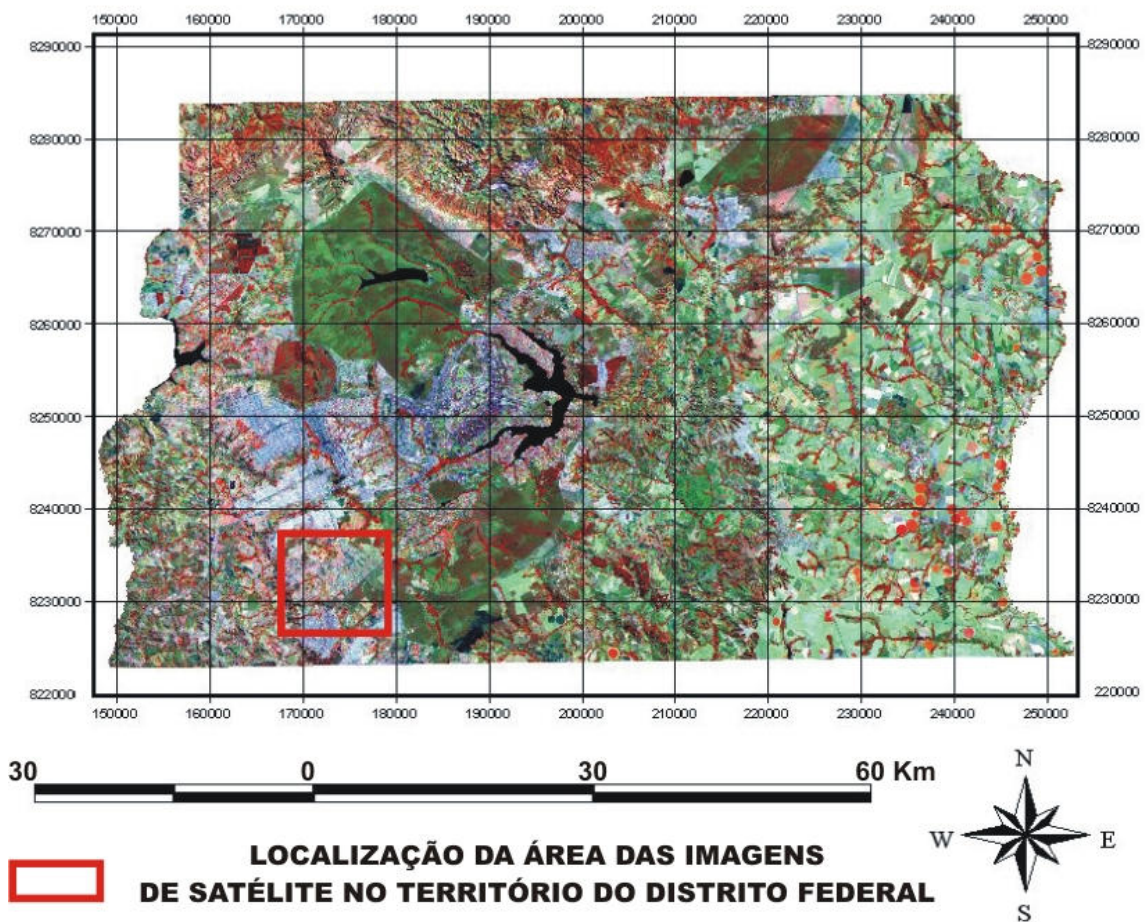 150000 160000 170000 180000 190000 200000 210000 220000 230000 240000 250000
8290000 8290000
8280000 8280000
8270000 8270000
8260000 8260000
8250000 8250000
8240000 8240000
8230000 8230000
822000 220000
150000 160000 170000 180000 190000 200000 210000 220000 230000 240000 250000
30 0 30 60 Km
N
W E
S
LOCALIZAÇÃO DA ÁREA DAS IMAGENS
DE SATÉLITE NO TERRITÓRIO DO DISTRITO FEDERAL